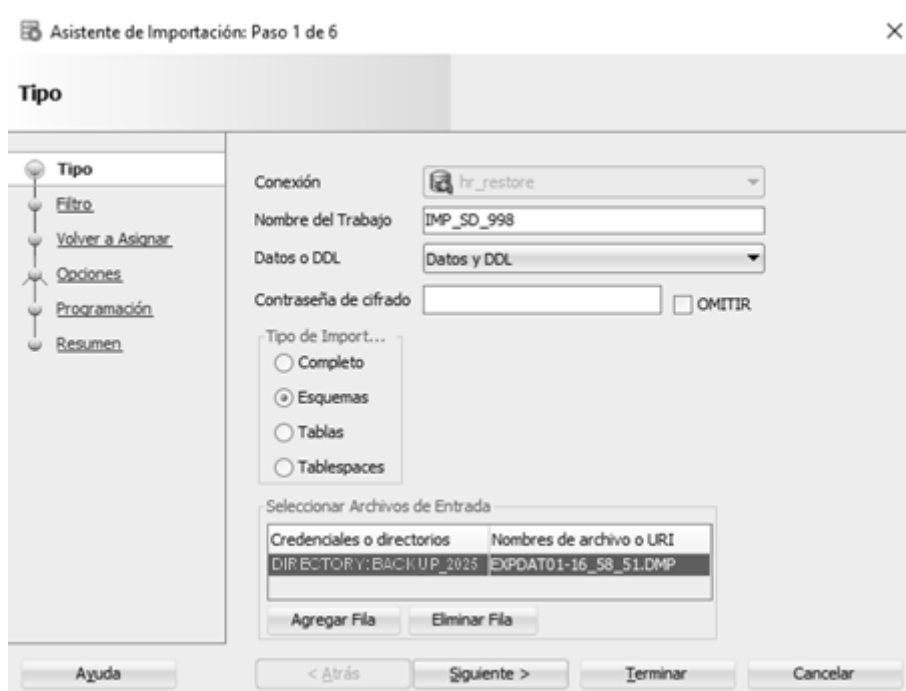 Asistente de Importación: Paso 1 de 6
Tipo
Tipo
Filtro
Volver a Asignar
Opciones
Programación
Resumen
Conexión hr_restore
Nombre del Trabajo IMP_SD_998
Datos o DDL Datos y DDL
Contraseña de cifrado OMITIR
Tipo de Import...
Completo
Esquemas
Tablas
Tablespaces
Seleccionar Archivos de Entrada
Credenciales o directorios Nombres de archivo o URI
DIRECTORY:BACKUP_2025 EXPDAT01-16_58_51.DMP
Agregar Fila Eliminar Fila
Ayuda < Atrás Siguiente > Terminar Cancelar